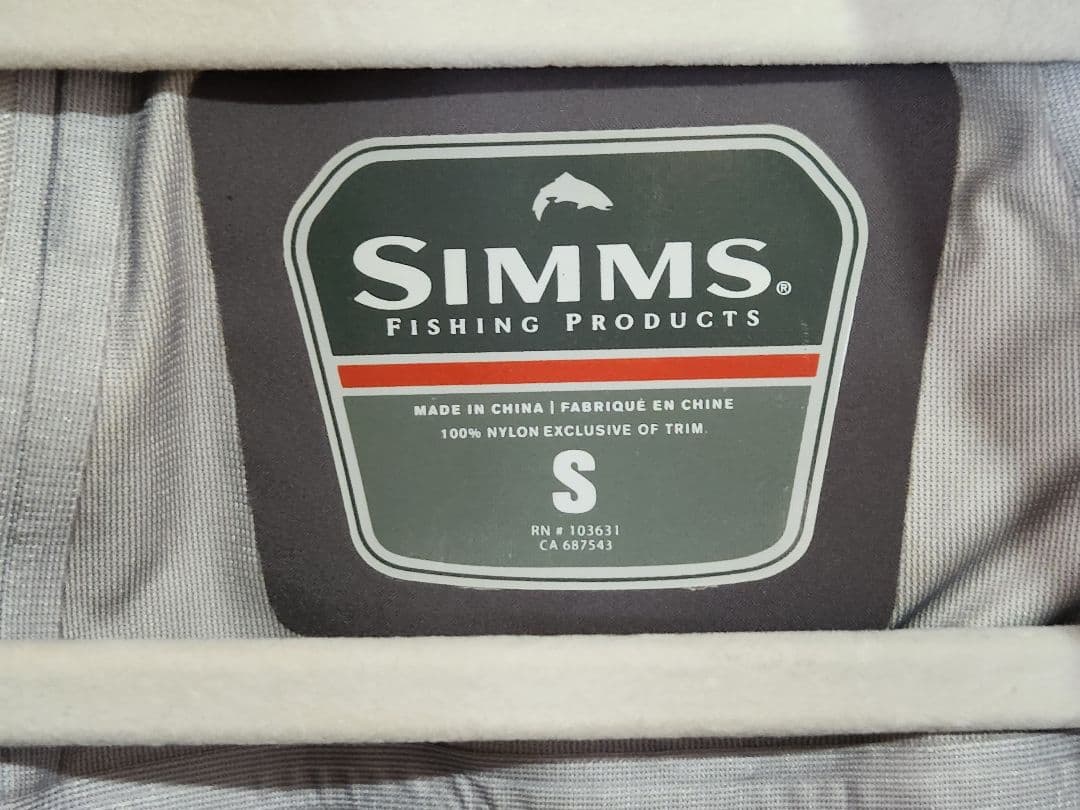 SIMMS®
FISHING PRODUCTS
MADE IN CHINA | FABRIQUÉ EN CHINE
100% NYLON EXCLUSIVE OF TRIM.
S
RN # 103631
CA 687543